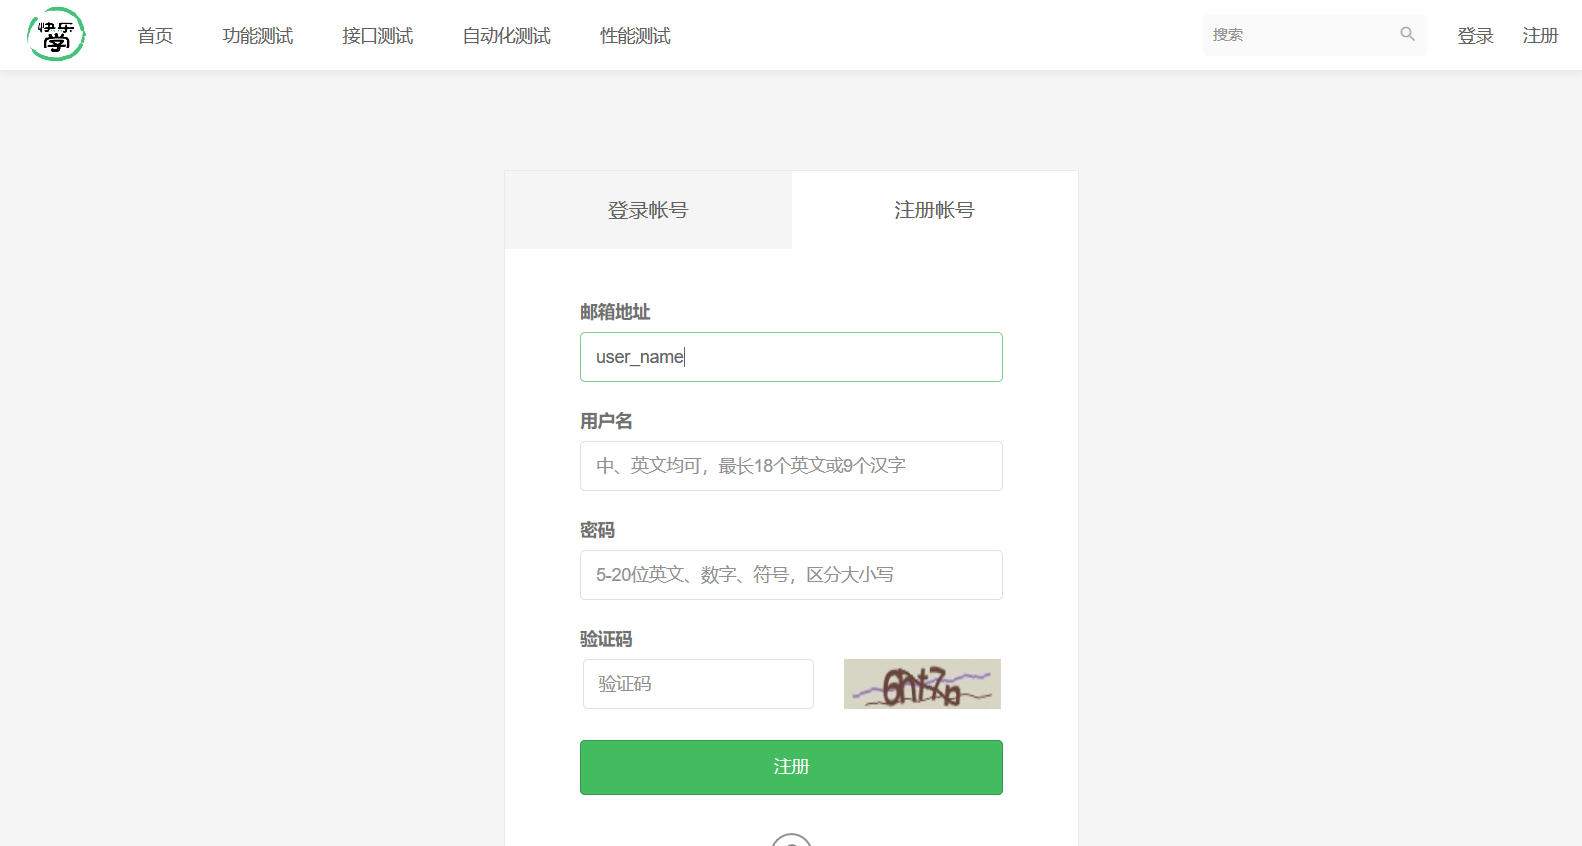 快乐
学
首页 功能测试 接口测试 自动化测试 性能测试 搜索 登录 注册
登录帐号 注册帐号
邮箱地址
user_name
用户名
中、英文均可，最长18个英文或9个汉字
密码
5-20位英文、数字、符号，区分大小写
验证码
验证码
注册